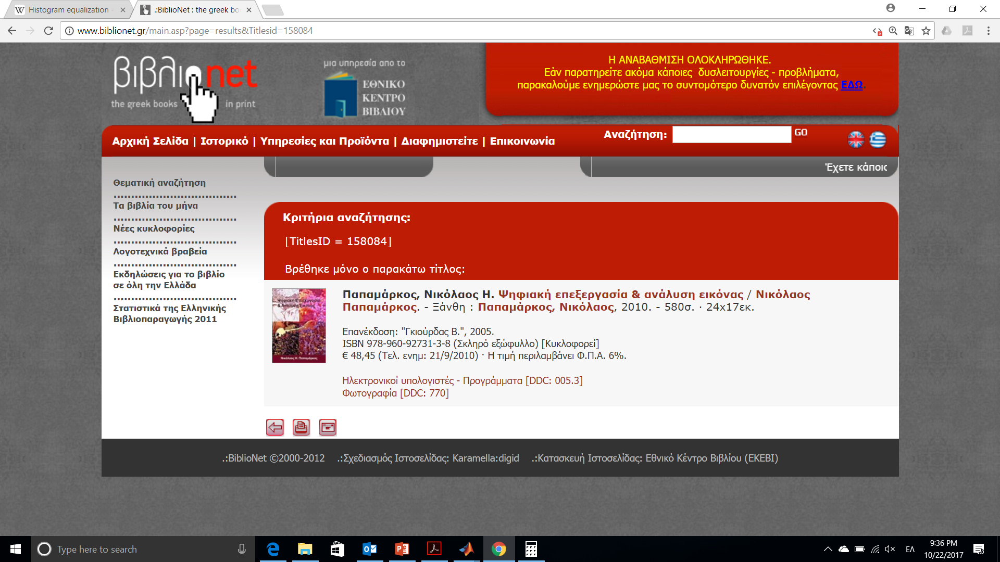 Histogram equalization -
.:BiblioNet : the greek bo
www.biblionet.gr/main.asp?page=results&Titlesid=158084
βιβλιοnet
the greek books in print
μια υπηρεσία απο το
ΕΘΝΙΚΟ
ΚΕΝΤΡΟ
ΒΙΒΛΙΟΥ
Η ΑΝΑΒΑΘΜΙΣΗ ΟΛΟΚΛΗΡΩΘΗΚΕ.
Εάν παρατηρείτε ακόμα κάποιες δυσλειτουργίες - προβλήματα,
παρακαλούμε ενημερώστε μας το συντομότερο δυνατόν επιλέγοντας ΕΔΩ.
Αρχική Σελίδα | Ιστορικό | Υπηρεσίες και Προϊόντα | Διαφημιστείτε | Επικοινωνία
Αναζήτηση: GO
Έχετε κάποιο
Θεματική αναζήτηση
Τα βιβλία του μήνα
Νέες κυκλοφορίες
Λογοτεχνικά βραβεία
Εκδηλώσεις για το βιβλίο
σε όλη την Ελλάδα
Στατιστικά της Ελληνικής
Βιβλιοπαραγωγής 2011
Κριτήρια αναζήτησης:
[TitlesID = 158084]
Βρέθηκε μόνο ο παρακάτω τίτλος:
Ψηφιακή Επεξεργασία
& Ανάλυση Εικόνας
Νικόλαος Η. Παπαμάρκος
Παπαμάρκος, Νικόλαος Η. Ψηφιακή επεξεργασία & ανάλυση εικόνας / Νικόλαος
Παπαμάρκος. - Ξάνθη : Παπαμάρκος, Νικόλαος, 2010. - 580σ. · 24x17εκ.
Επανέκδοση: "Γκιούρδας Β.", 2005.
ISBN 978-960-92731-3-8 (Σκληρό εξώφυλλο) [Κυκλοφορεί]
€ 48,45 (Τελ. ενημ: 21/9/2010) · Η τιμή περιλαμβάνει Φ.Π.Α. 6%.
Ηλεκτρονικοί υπολογιστές - Προγράμματα [DDC: 005.3]
Φωτογραφία [DDC: 770]
.:BiblioNet ©2000-2012 .:Σχεδιασμός Ιστοσελίδας: Karamella:digid .:Κατασκευή Ιστοσελίδας: Εθνικό Κέντρο Βιβλίου (ΕΚΕΒΙ)
Type here to search
ΕΛ
9:36 PM
10/22/2017